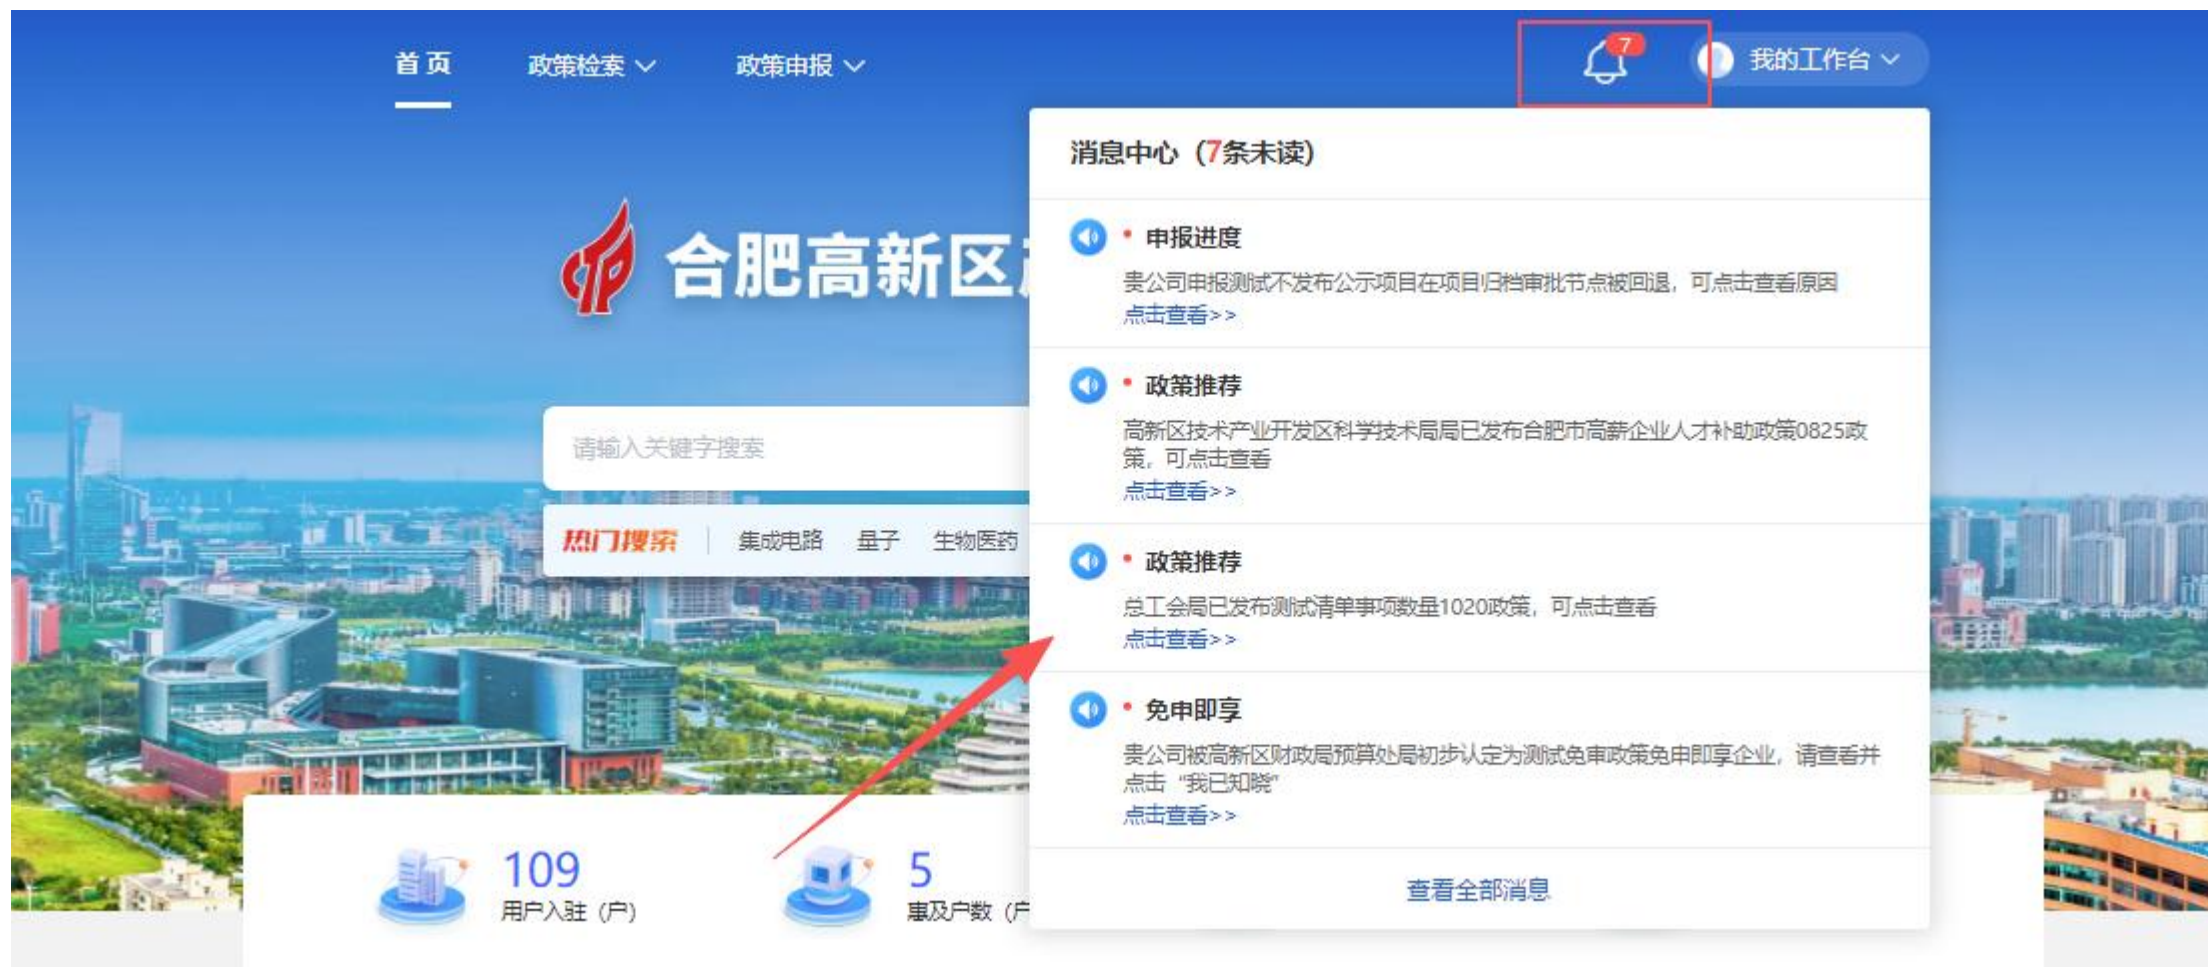 首页
政策检索
政策申报
7
我的工作台
消息中心（7条未读）
申报进度
贵公司申报测试不发布公示项目在项目归档审批节点被回退，可点击查看原因
点击查看>>
政策推荐
高新区技术产业开发区科学技术局局已发布合肥市高薪企业人才补助政策0825政
策，可点击查看
点击查看>>
政策推荐
总工会局已发布测试清单事项数量1020政策，可点击查看
点击查看>>
免申即享
贵公司被高新区财政局预算处局初步认定为测试免审政策免申即享企业，请查看并
点击“我已知晓”
点击查看>>
查看全部消息
合肥高新区
请输入关键字搜索
热门搜索
集成电路
量子
生物医药
109
用户入驻（户）
5
惠及户数（户